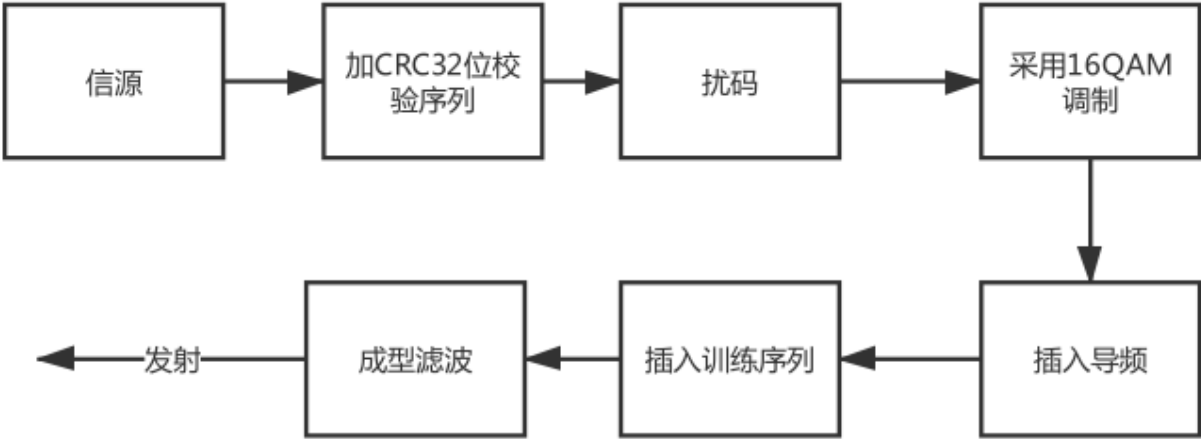 信源
加CRC32位校
验序列
扰码
采用16QAM
调制
插入导频
插入训练序列
成型滤波
发射